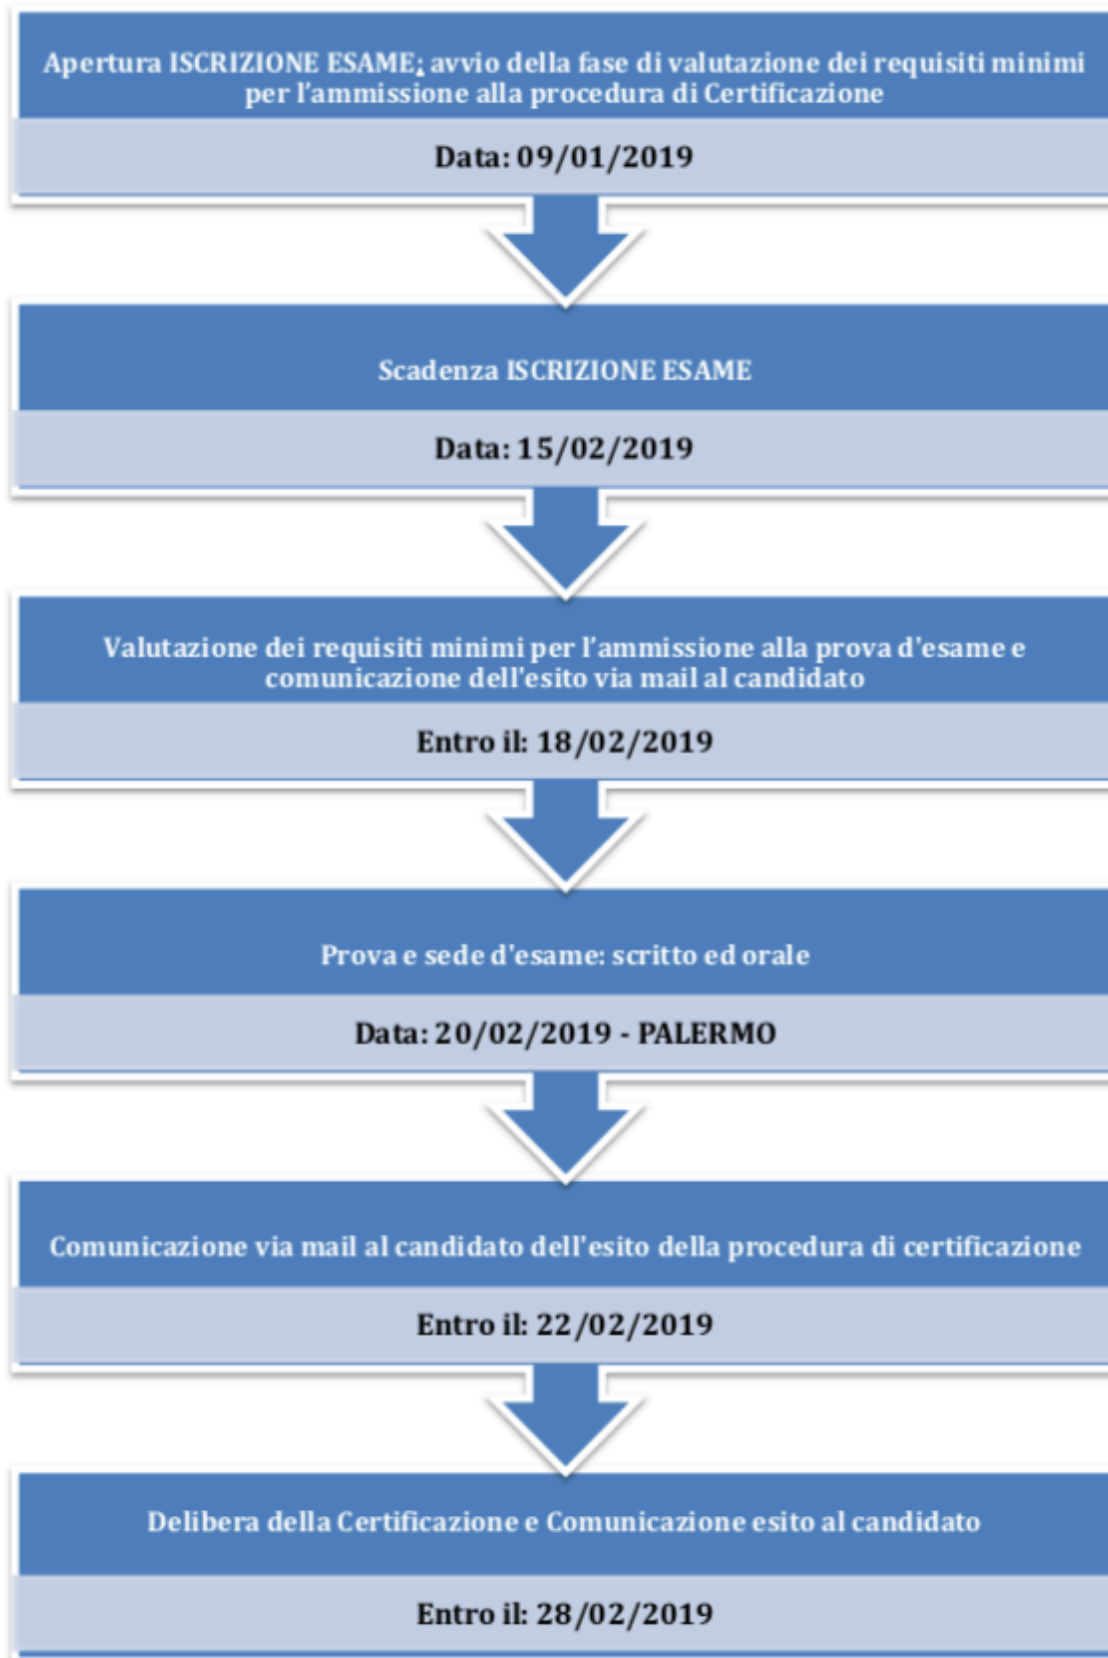 Apertura ISCRIZIONE ESAME; avvio della fase di valutazione dei requisiti minimi
per l'ammissione alla procedura di Certificazione
Data: 09/01/2019
Scadenza ISCRIZIONE ESAME
Data: 15/02/2019
Valutazione dei requisiti minimi per l'ammissione alla prova d'esame e
comunicazione dell'esito via mail al candidato
Entro il: 18/02/2019
Prova e sede d'esame: scritto ed orale
Data: 20/02/2019 - PALERMO
Comunicazione via mail al candidato dell'esito della procedura di certificazione
Entro il: 22/02/2019
Delibera della Certificazione e Comunicazione esito al candidato
Entro il: 28/02/2019